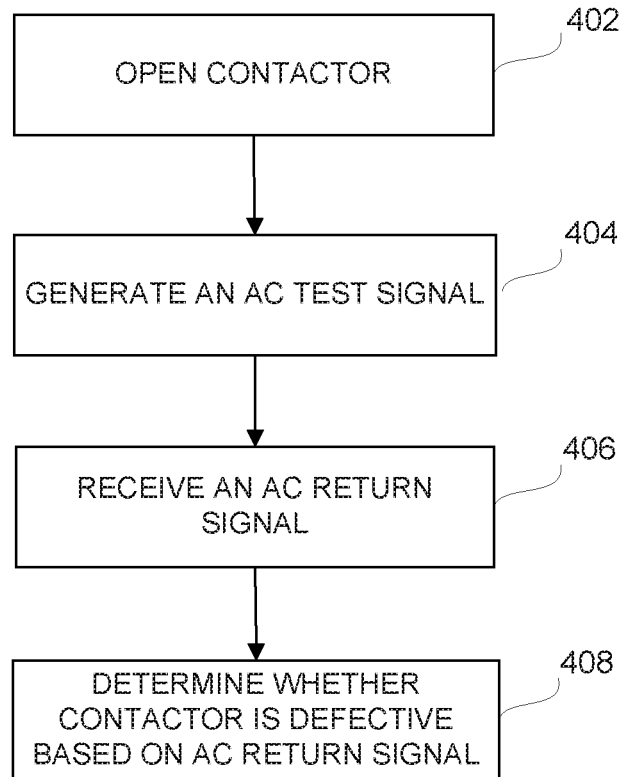 402
OPEN CONTACTOR
404
GENERATE AN AC TEST SIGNAL
406
RECEIVE AN AC RETURN
SIGNAL
408
DETERMINE WHETHER
CONTACTOR IS DEFECTIVE
BASED ON AC RETURN SIGNAL